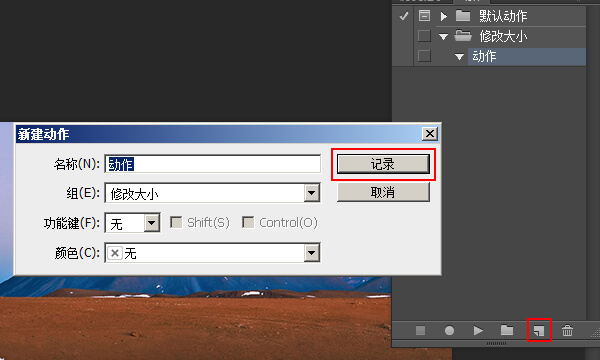 默认动作
修改大小
动作
新建动作
名称(N): 动作
记录
组(E): 修改大小
取消
功能键(F): 无 Shift(S) Control(O)
颜色(C): 无